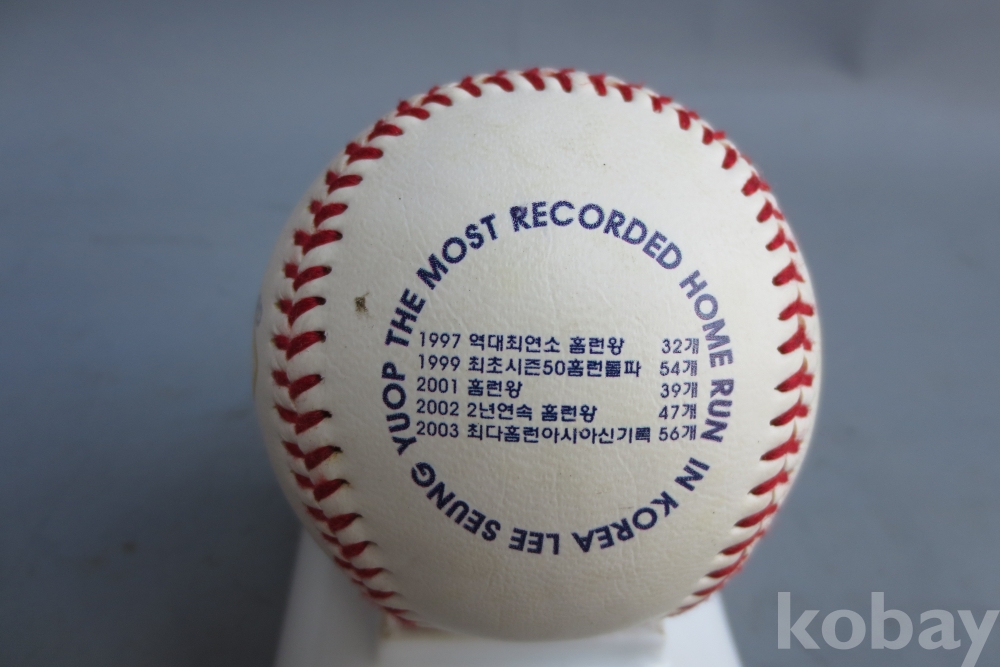 LEE SEUNG YUOP THE MOST RECORDED HOME RUN IN KOREA
1997 역대최연소 홈런왕 32개
1999 최초시즌50홈런돌파 54개
2001 홈런왕 39개
2002 2년연속 홈런왕 47개
2003 최다홈런아시아신기록 56개
kobay